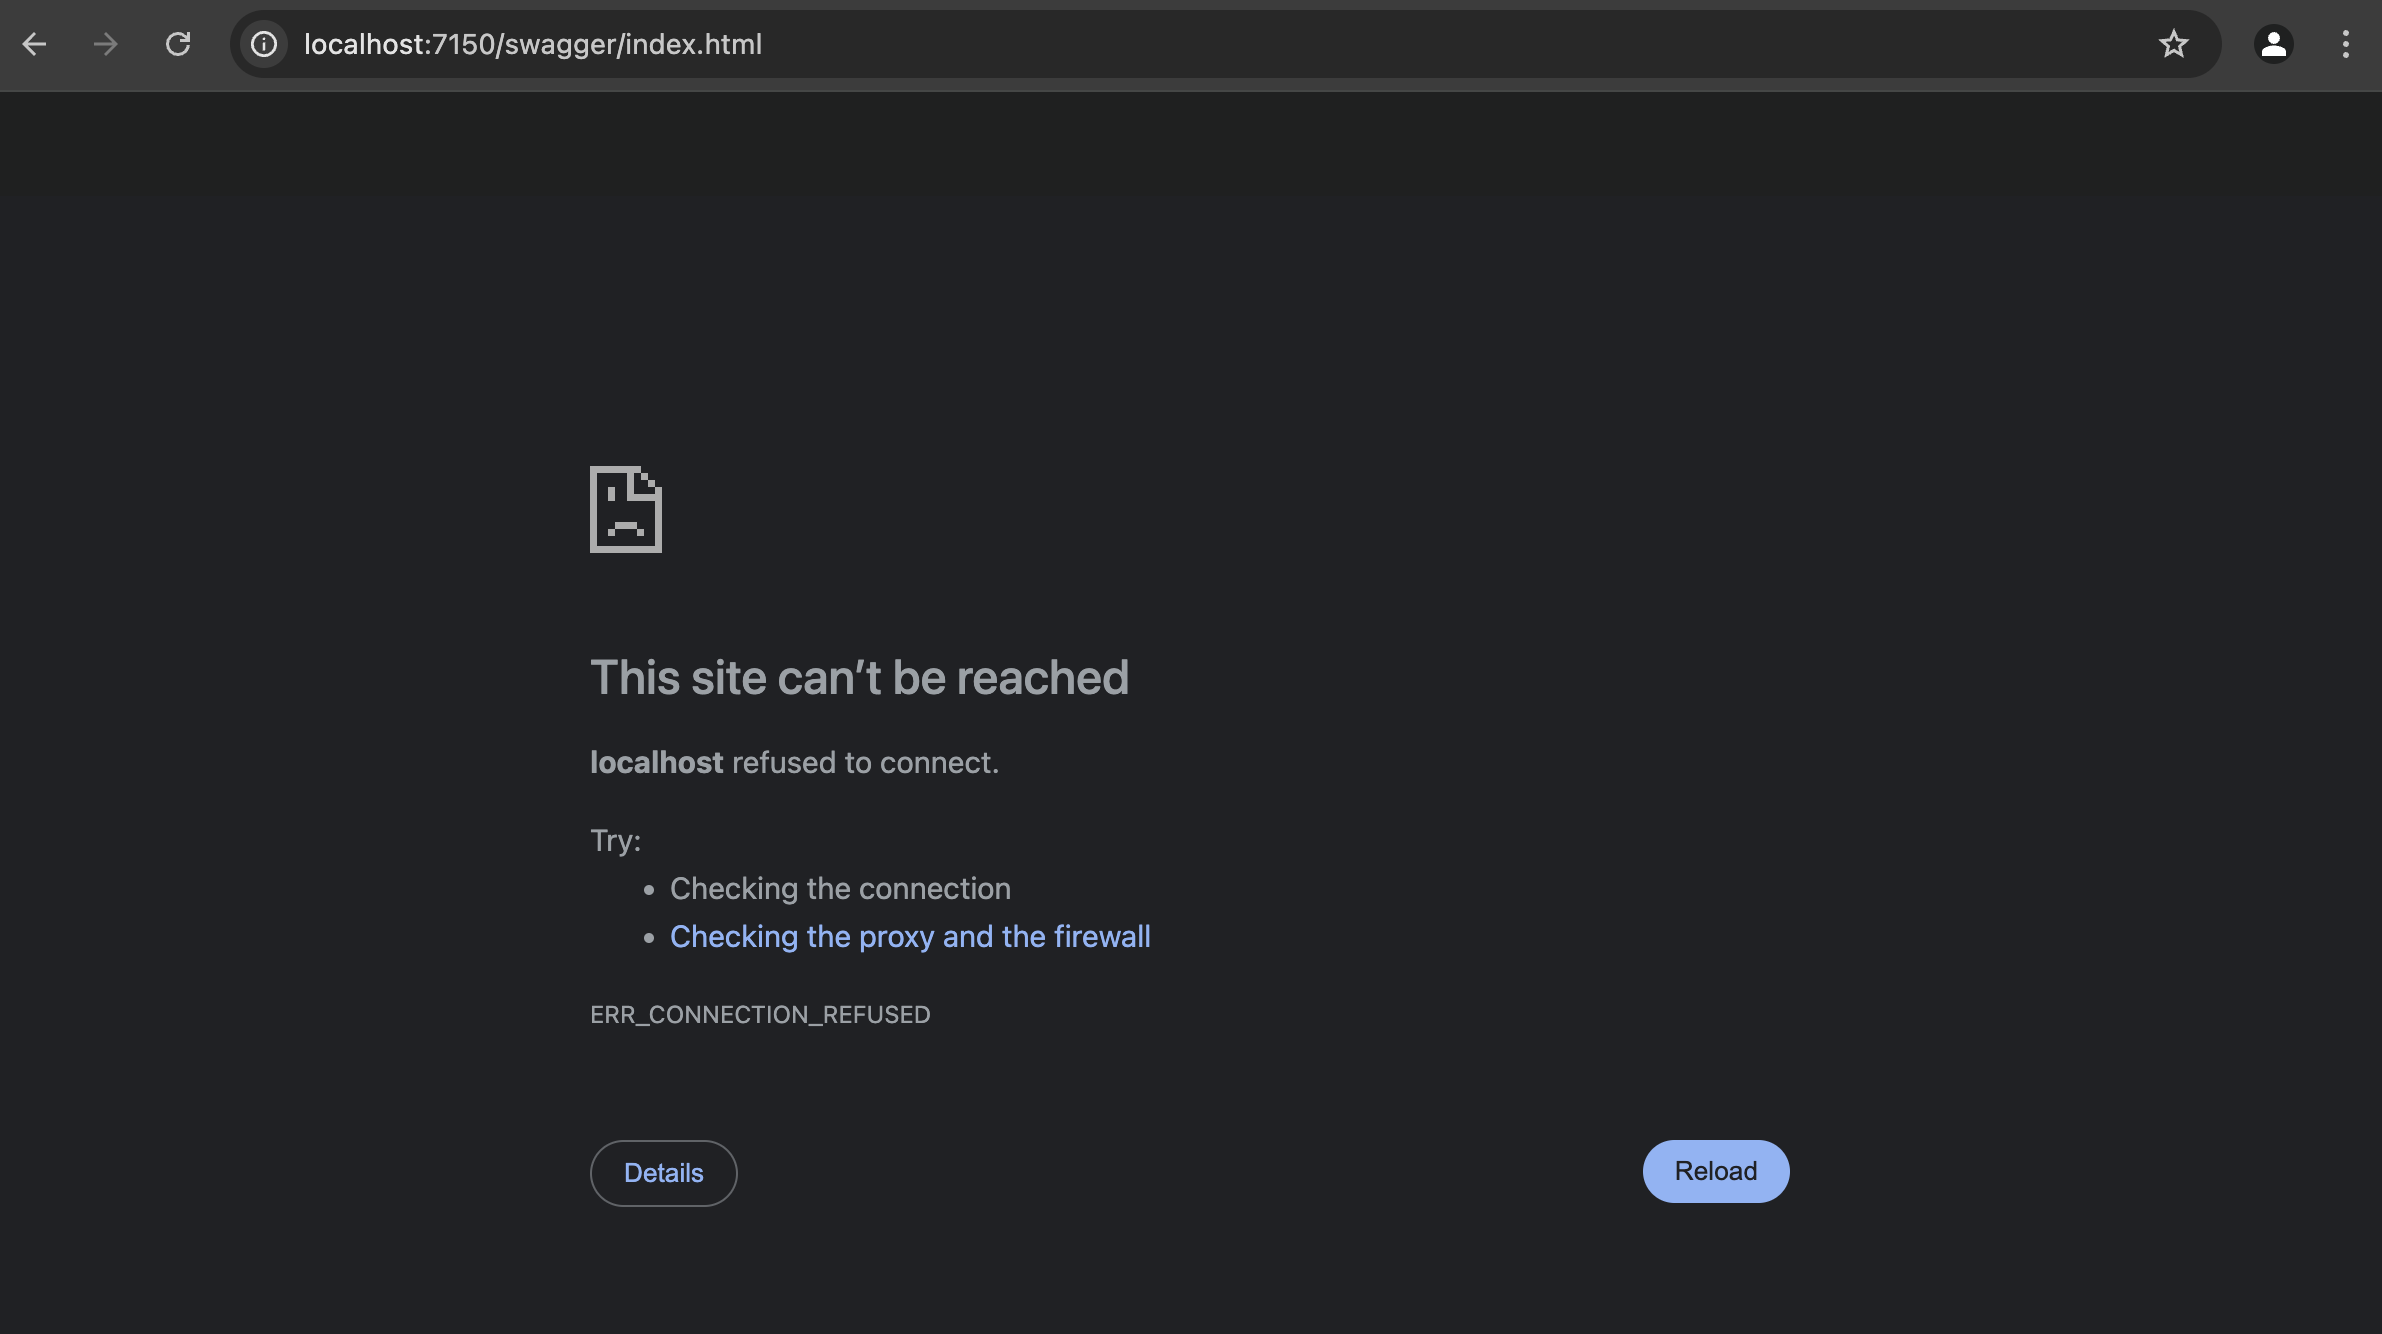 localhost:7150/swagger/index.html
This site can’t be reached
localhost refused to connect.
Try:
• Checking the connection
• Checking the proxy and the firewall
ERR_CONNECTION_REFUSED
Details
Reload